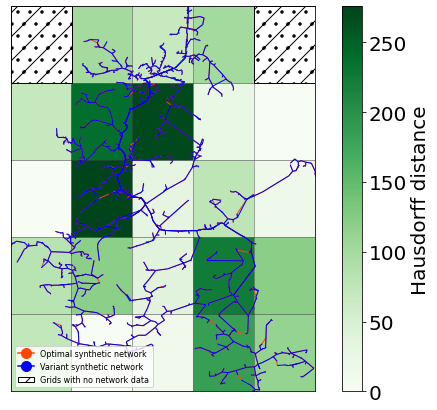 Optimal synthetic network
Variant synthetic network
Grids with no network data
250
200
150
100
50
0
Hausdorff distance